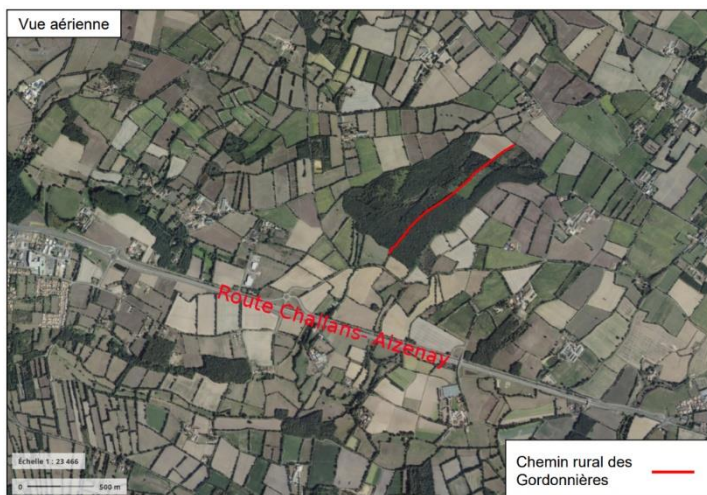 Vue aérienne
Route Challans- Aizenay
Échelle 1 : 23 466
0 500 m
Chemin rural des
Gordonnières